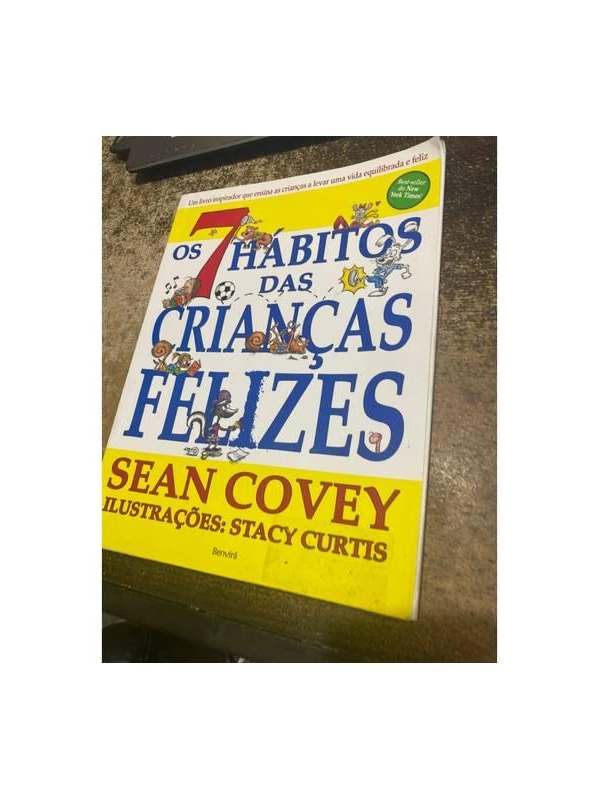 Um livro inspirador que ensina as crianças a levar uma vida equilibrada e feliz
Best-seller
do New
York Times!
OS 7 HÁBITOS
DAS
CRIANÇAS
FELIZES
SEAN COVEY
ILUSTRAÇÕES: STACY CURTIS
Benvirá